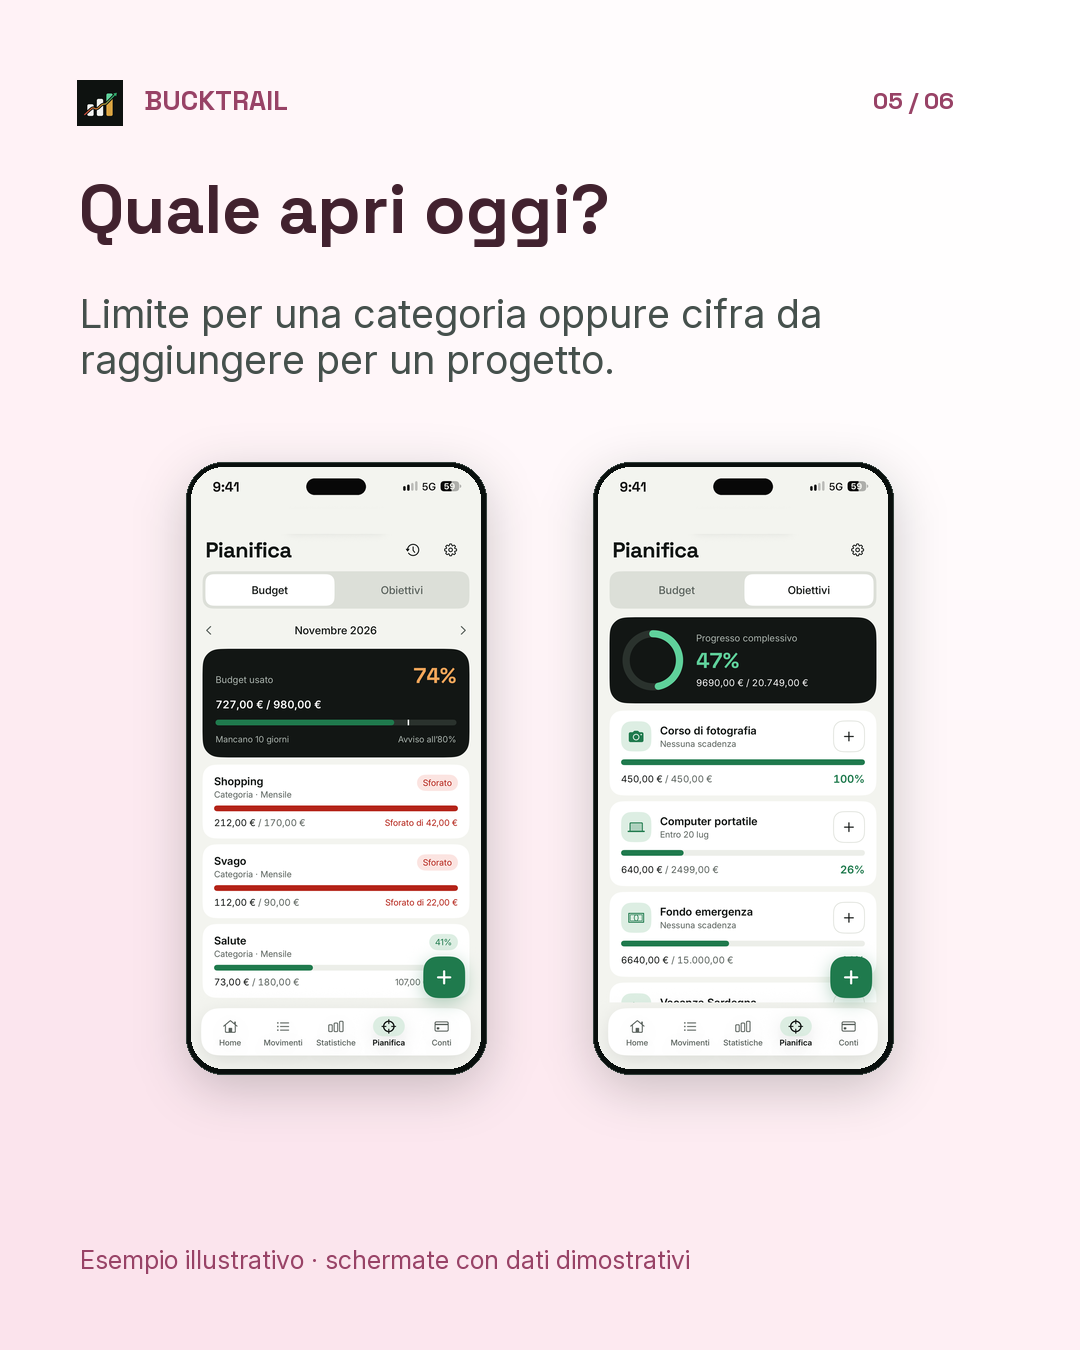 BUCKTRAIL
05 / 06
Quale apri oggi?
Limite per una categoria oppure cifra da
raggiungere per un progetto.
9:41
5G 59
Pianifica
Budget
Obiettivi
Novembre 2026
Budget usato
74%
727,00 € / 980,00 €
Mancano 10 giorni
Avviso all'80%
Shopping
Sforato
Categoria · Mensile
212,00 € / 170,00 €
Sforato di 42,00 €
Svago
Sforato
Categoria · Mensile
112,00 € / 90,00 €
Sforato di 22,00 €
Salute
41%
Categoria · Mensile
73,00 € / 180,00 €
107,00
Home
Movimenti
Statistiche
Pianifica
Conti
9:41
5G 59
Pianifica
Budget
Obiettivi
Progresso complessivo
47%
9690,00 € / 20.749,00 €
Corso di fotografia
Nessuna scadenza
450,00 € / 450,00 €
100%
Computer portatile
Entro 20 lug
640,00 € / 2499,00 €
26%
Fondo emergenza
Nessuna scadenza
6640,00 € / 15.000,00 €
Vacanza Sardegna
Home
Movimenti
Statistiche
Pianifica
Conti
Esempio illustrativo · schermate con dati dimostrativi